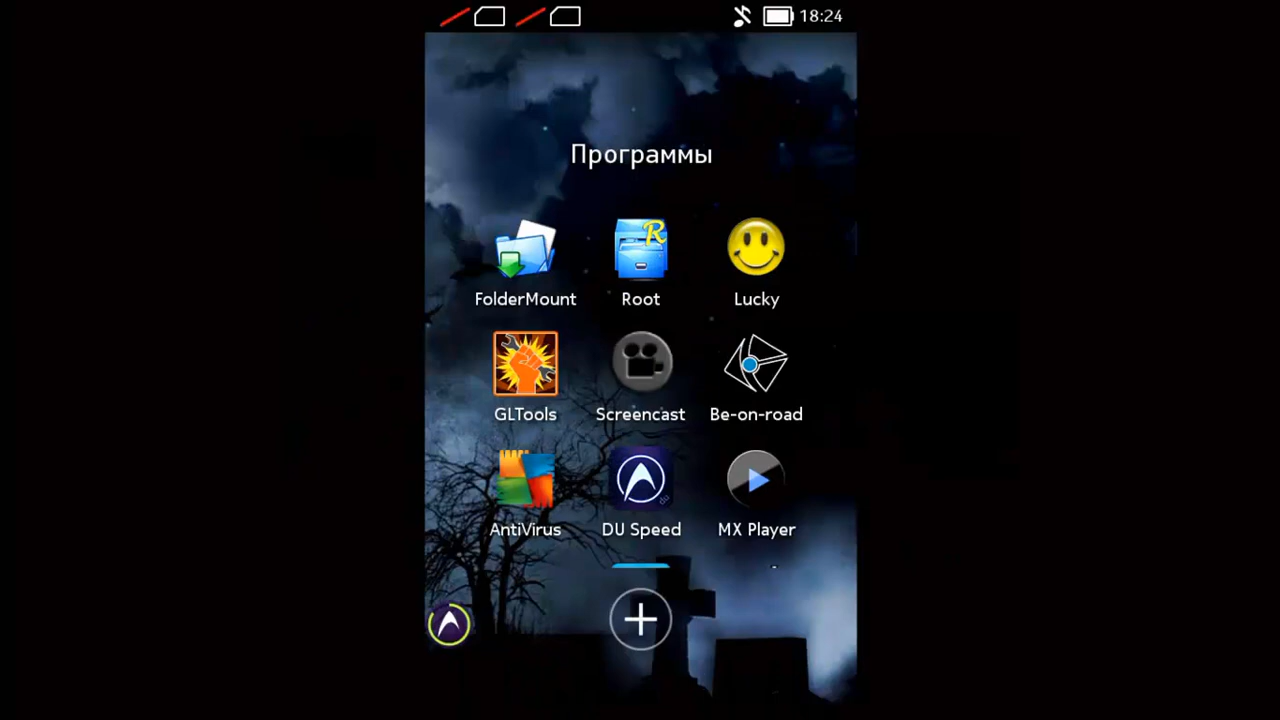 18:24
Программы
FolderMount Root Lucky
GLTools Screencast Be-on-road
AntiVirus DU Speed MX Player